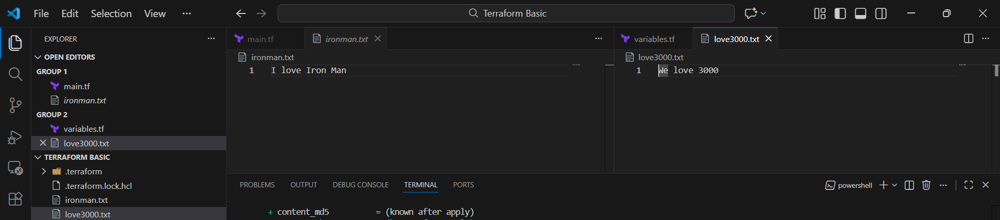 File Edit Selection View
Terraform Basic
EXPLORER
OPEN EDITORS
GROUP 1
main.tf
ironman.txt
GROUP 2
variables.tf
love3000.txt
TERRAFORM BASIC
.terraform
.terraform.lock.hcl
ironman.txt
love3000.txt
main.tf ironman.txt
ironman.txt
1 I love Iron Man
variables.tf love3000.txt
love3000.txt
1 We love 3000
PROBLEMS OUTPUT DEBUG CONSOLE TERMINAL PORTS
powershell
+ content_md5 = (known after apply)